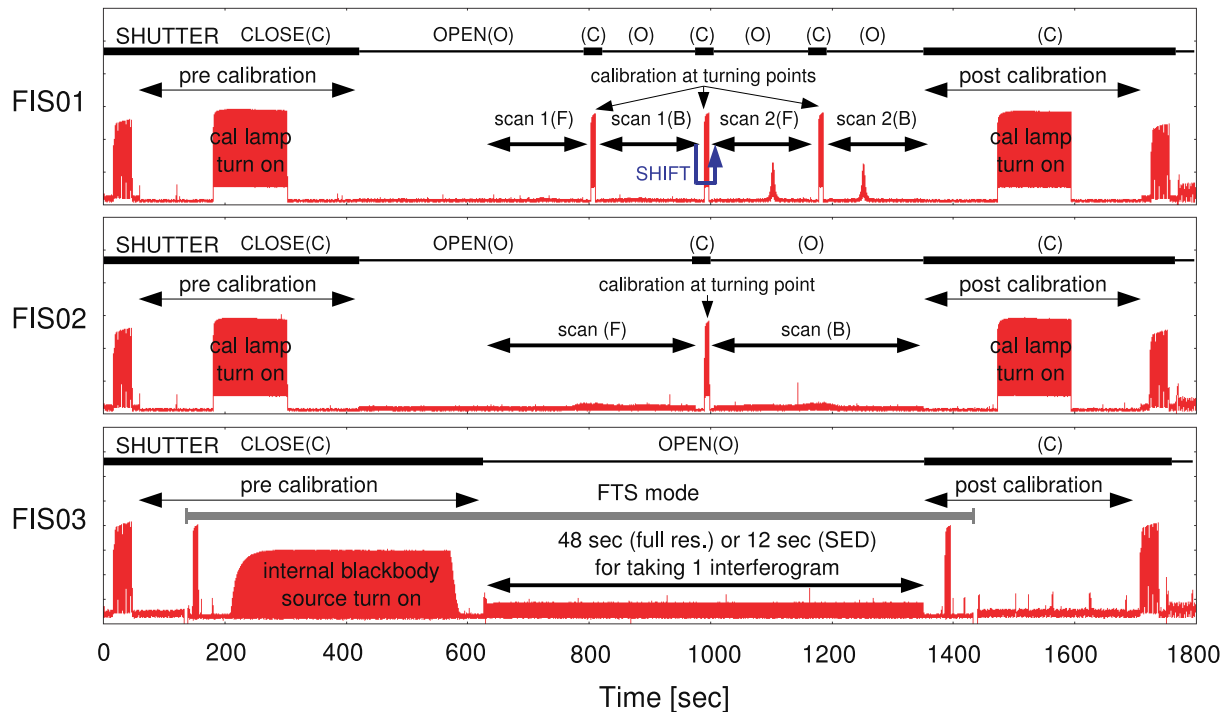 SHUTTER CLOSE(C) OPEN(O) (C) (O) (C) (O) (C) (O) (C)
pre calibration calibration at turning points post calibration
FIS01
scan 1(F) scan 1(B) scan 2(F) scan 2(B)
cal lamp
turn on
SHIFT
cal lamp
turn on
SHUTTER CLOSE(C) OPEN(O) (C) (O) (C)
pre calibration calibration at turning point post calibration
FIS02
scan (F) scan (B)
cal lamp
turn on
cal lamp
turn on
SHUTTER CLOSE(C) OPEN(O) (C)
pre calibration FTS mode post calibration
FIS03
48 sec (full res.) or 12 sec (SED)
for taking 1 interferogram
internal blackbody
source turn on
0 200 400 600 800 1000 1200 1400 1600 1800
Time [sec]